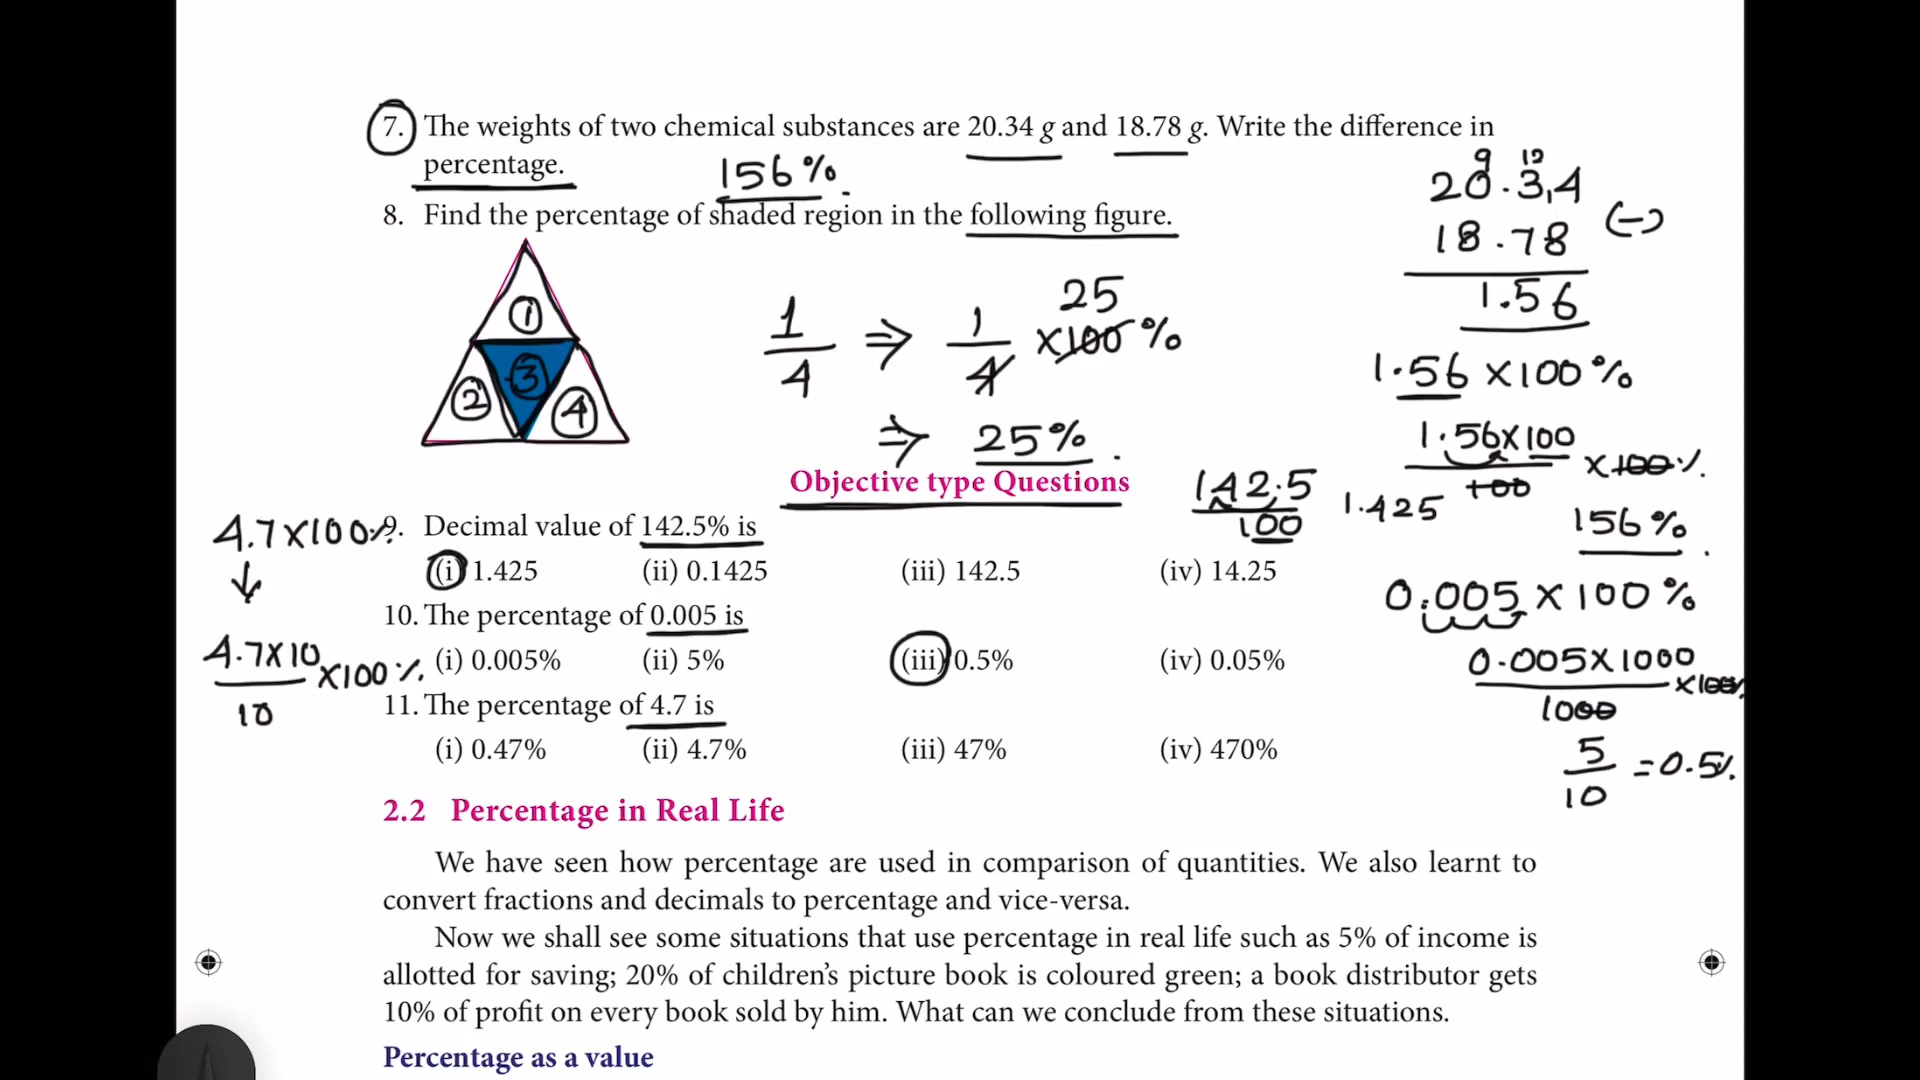 7. The weights of two chemical substances are 20.34 g and 18.78 g. Write the difference in
percentage.
156%.
9 12
20.3,4
18.78 (-)
1.56
1.56 × 100%
1.56×100
100
×100%
156%.
8. Find the percentage of shaded region in the following figure.
1
2
3
4
1/4 ⇒ 1/4 ×100%
25
⇒ 25%.
Objective type Questions
142.5
100
1.425
4.7×100%
↓
4.7×10
10
×100%
9. Decimal value of 142.5% is
(i) 1.425 (ii) 0.1425 (iii) 142.5 (iv) 14.25
10. The percentage of 0.005 is
(i) 0.005% (ii) 5% (iii) 0.5% (iv) 0.05%
11. The percentage of 4.7 is
(i) 0.47% (ii) 4.7% (iii) 47% (iv) 470%
0.005 × 100%
0.005×1000
1000
×100%
5
10
=0.5%
2.2 Percentage in Real Life
We have seen how percentage are used in comparison of quantities. We also learnt to
convert fractions and decimals to percentage and vice-versa.
Now we shall see some situations that use percentage in real life such as 5% of income is
allotted for saving; 20% of children's picture book is coloured green; a book distributor gets
10% of profit on every book sold by him. What can we conclude from these situations.
Percentage as a value